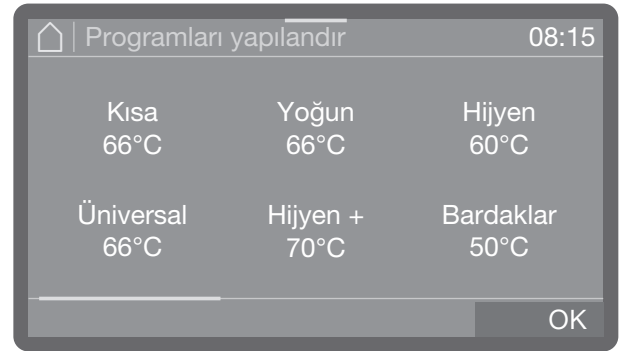 Programları yapılandır 08:15
Kısa Yoğun Hijyen
66°C 66°C 60°C
Üniversal Hijyen + Bardaklar
66°C 70°C 50°C
OK